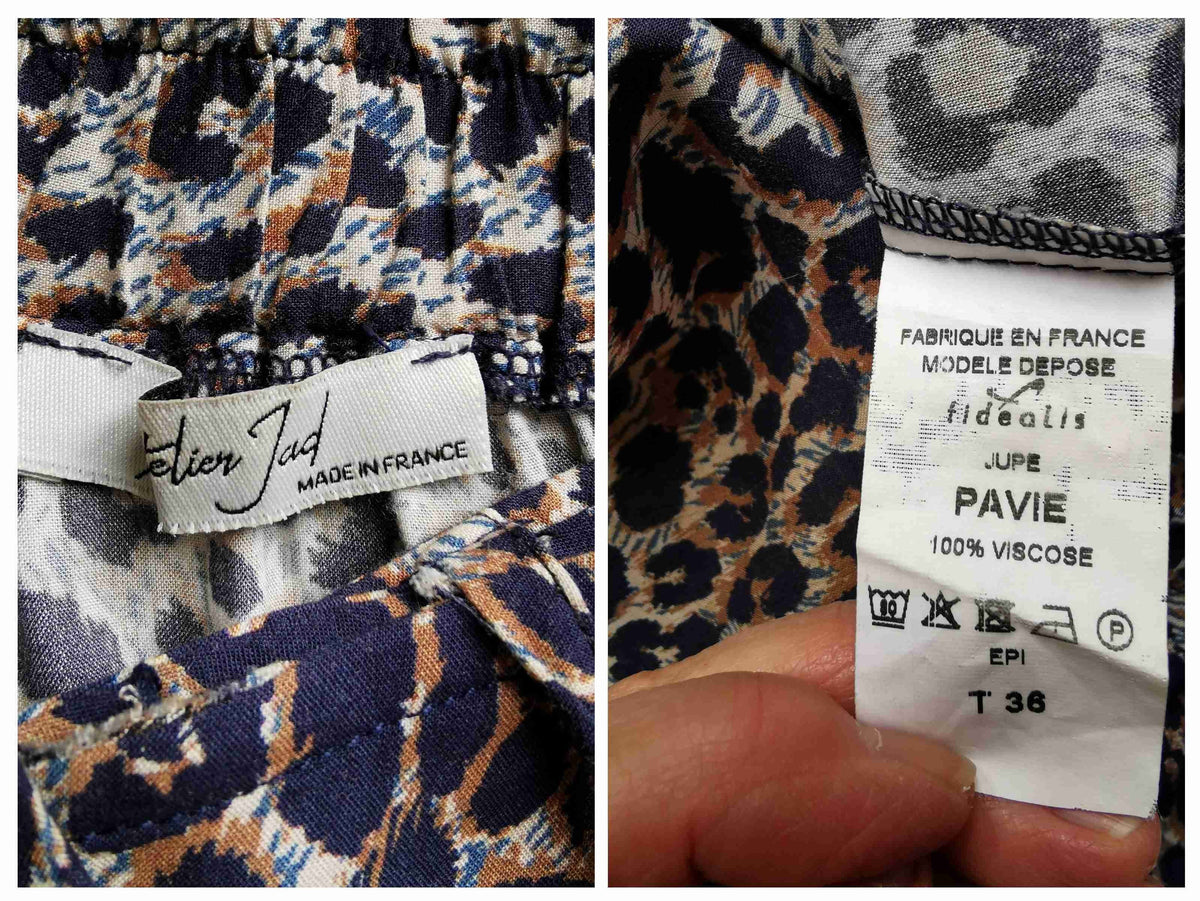 telier Jad
MADE IN FRANCE
FABRIQUE EN FRANCE
MODELE DEPOSE
fidealis
JUPE
PAVIE
100% VISCOSE
P
EPI
T 36